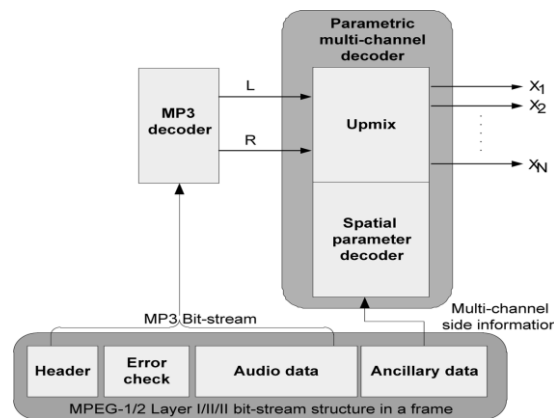 Parametric
multi-channel
decoder
MP3
decoder
L
R
Upmix
X1
X2
XN
Spatial
parameter
decoder
MP3 Bit-stream
Multi-channel
side information
Header
Error
check
Audio data
Ancillary data
MPEG-1/2 Layer I/II/II bit-stream structure in a frame